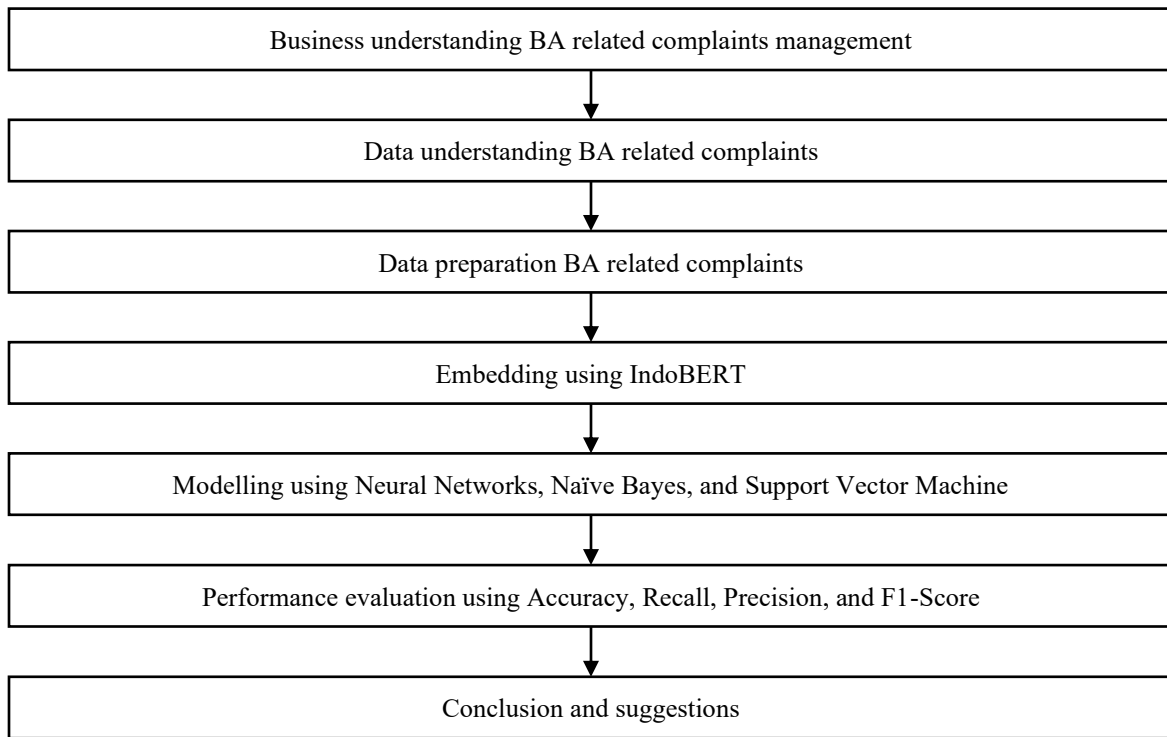 Business understanding BA related complaints management
Data understanding BA related complaints
Data preparation BA related complaints
Embedding using IndoBERT
Modelling using Neural Networks, Naïve Bayes, and Support Vector Machine
Performance evaluation using Accuracy, Recall, Precision, and F1-Score
Conclusion and suggestions